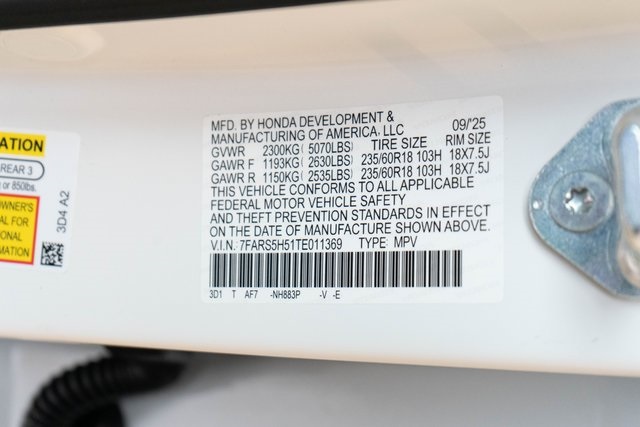 ATION
REAR 3
or 850lbs.
OWNER'S
AL FOR
ONAL
MATION
3D4 A2
MFD. BY HONDA DEVELOPMENT & 09/'25
MANUFACTURING OF AMERICA, LLC
GVWR 2300KG ( 5070LBS) TIRE SIZE RIM SIZE
GAWR F 1193KG ( 2630LBS) 235/60R18 103H 18X7.5J
GAWR R 1150KG ( 2535LBS) 235/60R18 103H 18X7.5J
THIS VEHICLE CONFORMS TO ALL APPLICABLE
FEDERAL MOTOR VEHICLE SAFETY
AND THEFT PREVENTION STANDARDS IN EFFECT
ON THE DATE OF MANUFACTURE SHOWN ABOVE.
V.I.N.: 7FARS5H51TE011369 TYPE: MPV
3D1 T AF7 -NH883P -V -E